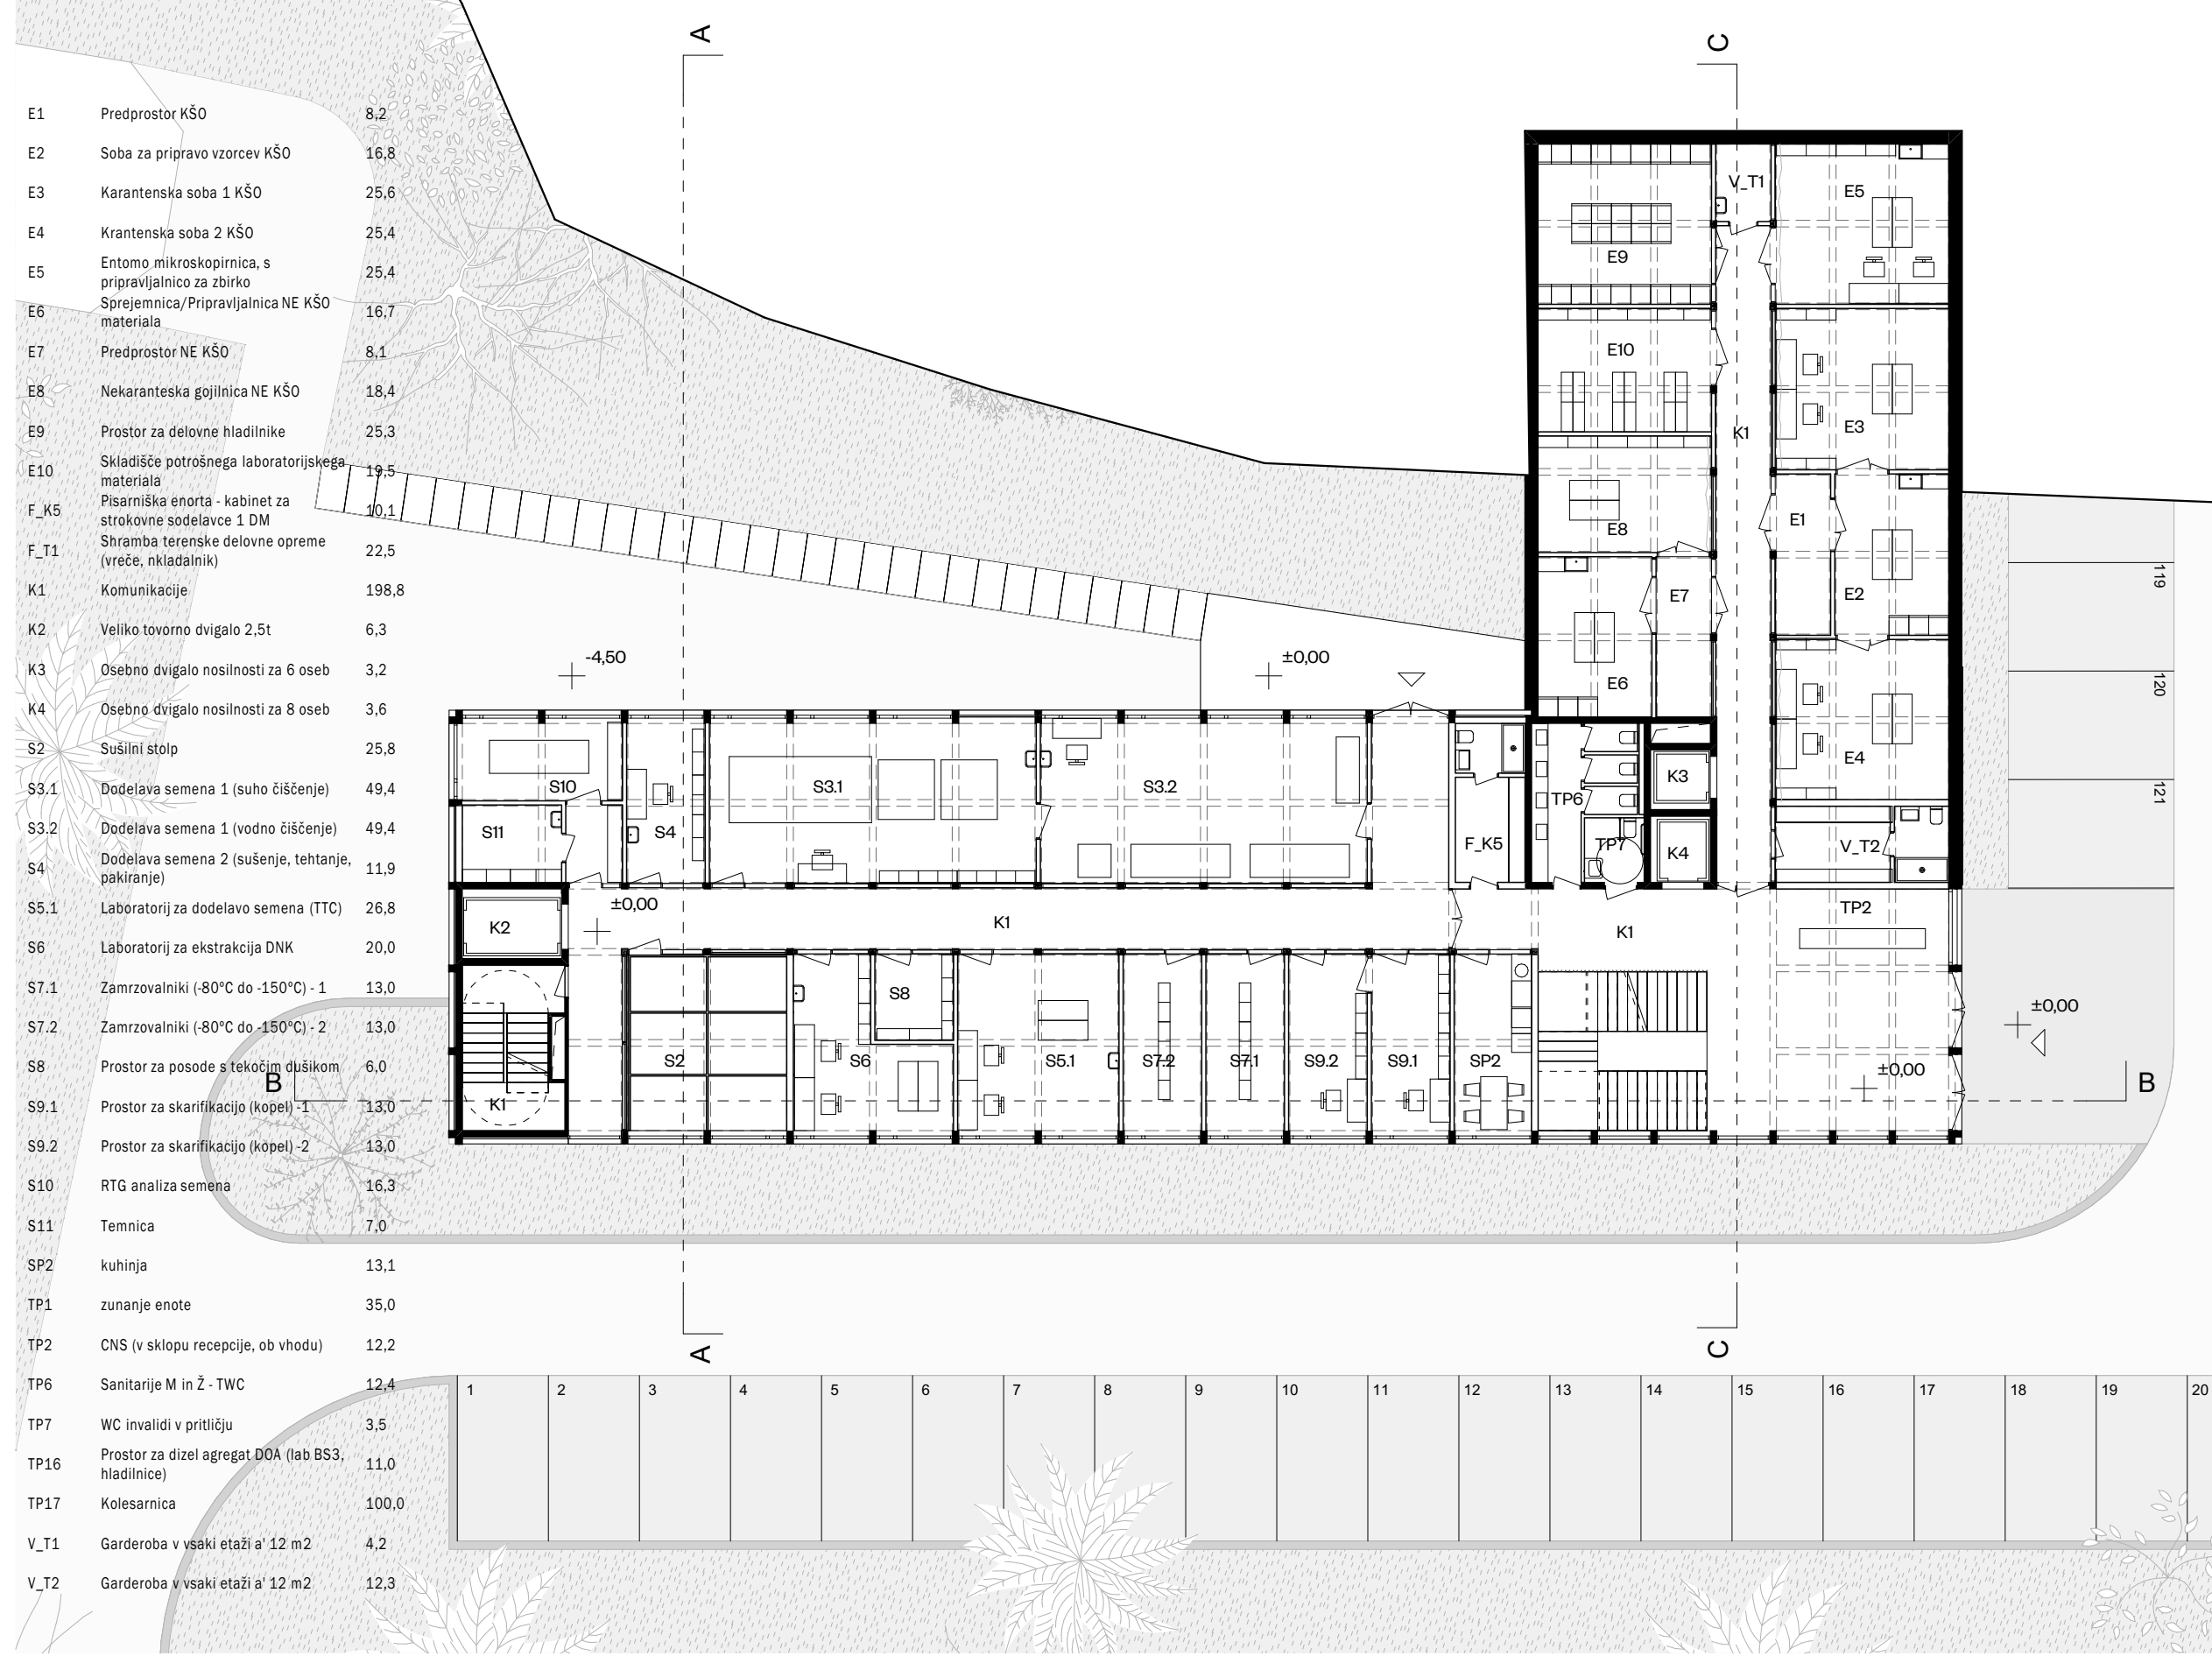 A
C
E1 Predprostor KŠO 8,2
E2 Soba za pripravo vzorcev KŠO 16,8
E3 Karantenska soba 1 KŠO 25,6
E4 Krantenska soba 2 KŠO 25,4
E5 Entomo mikroskopirnica, s
pripravljalnico za zbirko 25,4
E6 Sprejemnica/Pripravljalnica NE KŠO
materiala 16,7
E7 Predprostor NE KŠO 8,1
E8 Nekaranteska gojilnica NE KŠO 18,4
E9 Prostor za delovne hladilnike 25,3
E10 Skladišče potrošnega laboratorijskega
materiala 19,5
F_K5 Pisarniška enorta - kabinet za
strokovne sodelavce 1 DM 10,1
F_T1 Shramba terenske delovne opreme
(vreče, nkladalnik) 22,5
K1 Komunikacije 198,8
K2 Veliko tovorno dvigalo 2,5t 6,3
K3 Osebno dvigalo nosilnosti za 6 oseb 3,2
K4 Osebno dvigalo nosilnosti za 8 oseb 3,6
S2 Sušilni stolp 25,8
S3.1 Dodelava semena 1 (suho čiščenje) 49,4
S3.2 Dodelava semena 1 (vodno čiščenje) 49,4
S4 Dodelava semena 2 (sušenje, tehtanje,
pakiranje) 11,9
S5.1 Laboratorij za dodelavo semena (TTC) 26,8
S6 Laboratorij za ekstrakcija DNK 20,0
S7.1 Zamrzovalniki (-80ºC do -150ºC) - 1 13,0
S7.2 Zamrzovalniki (-80ºC do -150ºC) - 2 13,0
S8 Prostor za posode s tekočim dušikom 6,0
S9.1 Prostor za skarifikacijo (kopel) -1 13,0
S9.2 Prostor za skarifikacijo (kopel) -2 13,0
S10 RTG analiza semena 16,3
S11 Temnica 7,0
SP2 kuhinja 13,1
TP1 zunanje enote 35,0
TP2 CNS (v sklopu recepcije, ob vhodu) 12,2
TP6 Sanitarije M in Ž - TWC 12,4
TP7 WC invalidi v pritličju 3,5
TP16 Prostor za dizel agregat DOA (lab BS3,
hladilnice) 11,0
TP17 Kolesarnica 100,0
V_T1 Garderoba v vsaki etaži a' 12 m2 4,2
V_T2 Garderoba v vsaki etaži a' 12 m2 12,3
V_T1
E5
E9
E10
K1
E3
E8
E1
E7
E2
E6
E4
119
120
121
-4,50
±0,00
S10
S3.1
S3.2
K3
TP6
S11
S4
F_K5
TP7
K4
V_T2
±0,00
K2
K1
K1
TP2
S8
±0,00
S2
S6
S5.1
S7.2
S7.1
S9.2
S9.1
SP2
±0,00
B
B
K1
A
C
1 2 3 4 5 6 7 8 9 10 11 12 13 14 15 16 17 18 19 20